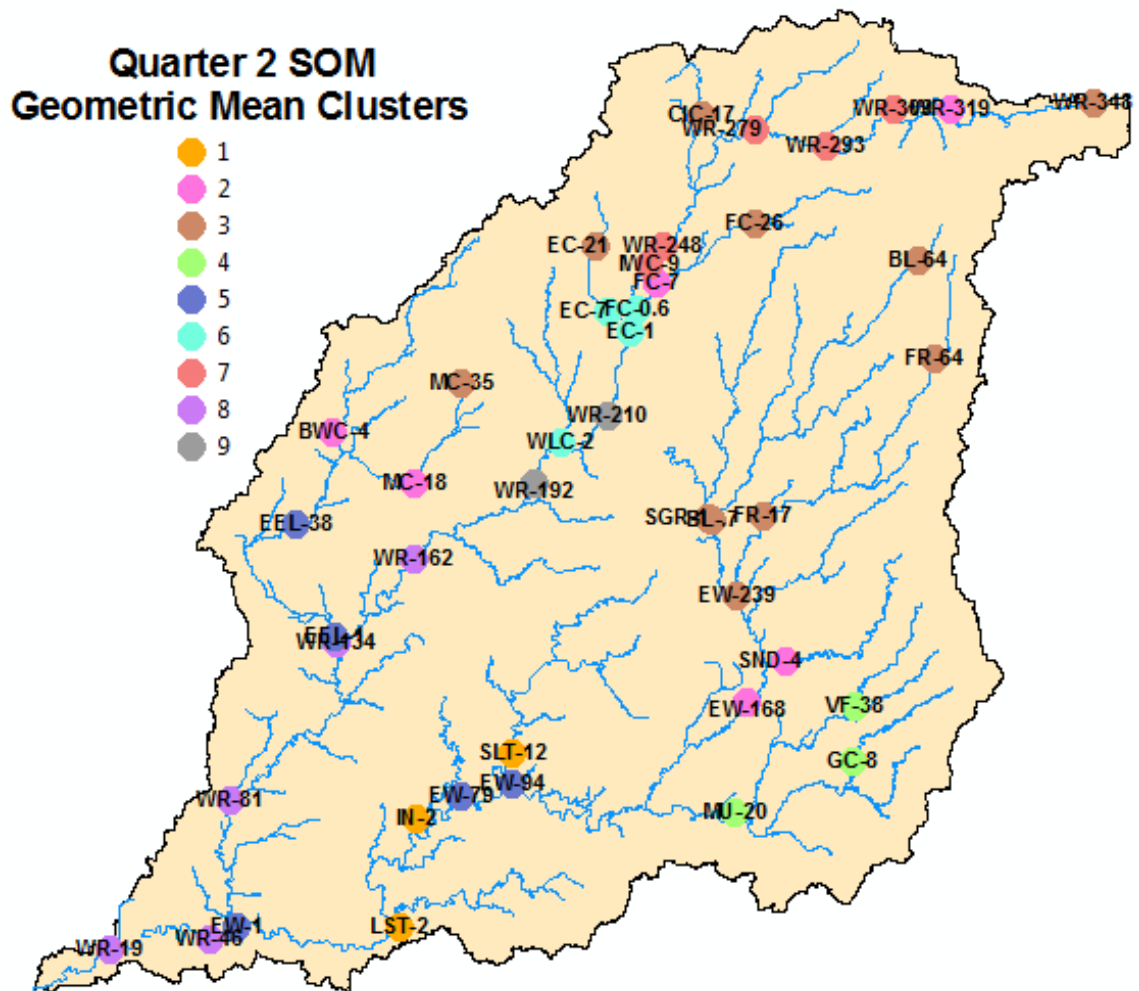 Quarter 2 SOM
Geometric Mean Clusters
1
2
3
4
5
6
7
8
9
CIC-17
WR-279
WR-293
WR-319
WR-348
FC-26
EC-21
WR-248
IWC-9
FC-7
BL-64
EC-7
FC-0.6
EC-1
FR-64
MC-35
WR-210
BWC-4
WLC-2
MC-18
WR-192
EEL-38
BL-.7
FR-17
WR-162
EW-239
WR-134
SND-4
EW-168
VF-38
SLT-12
GC-8
EW-94
EW-79
WR-81
IN-2
MU-20
EW-1
LST-2
WR-46
WR-19